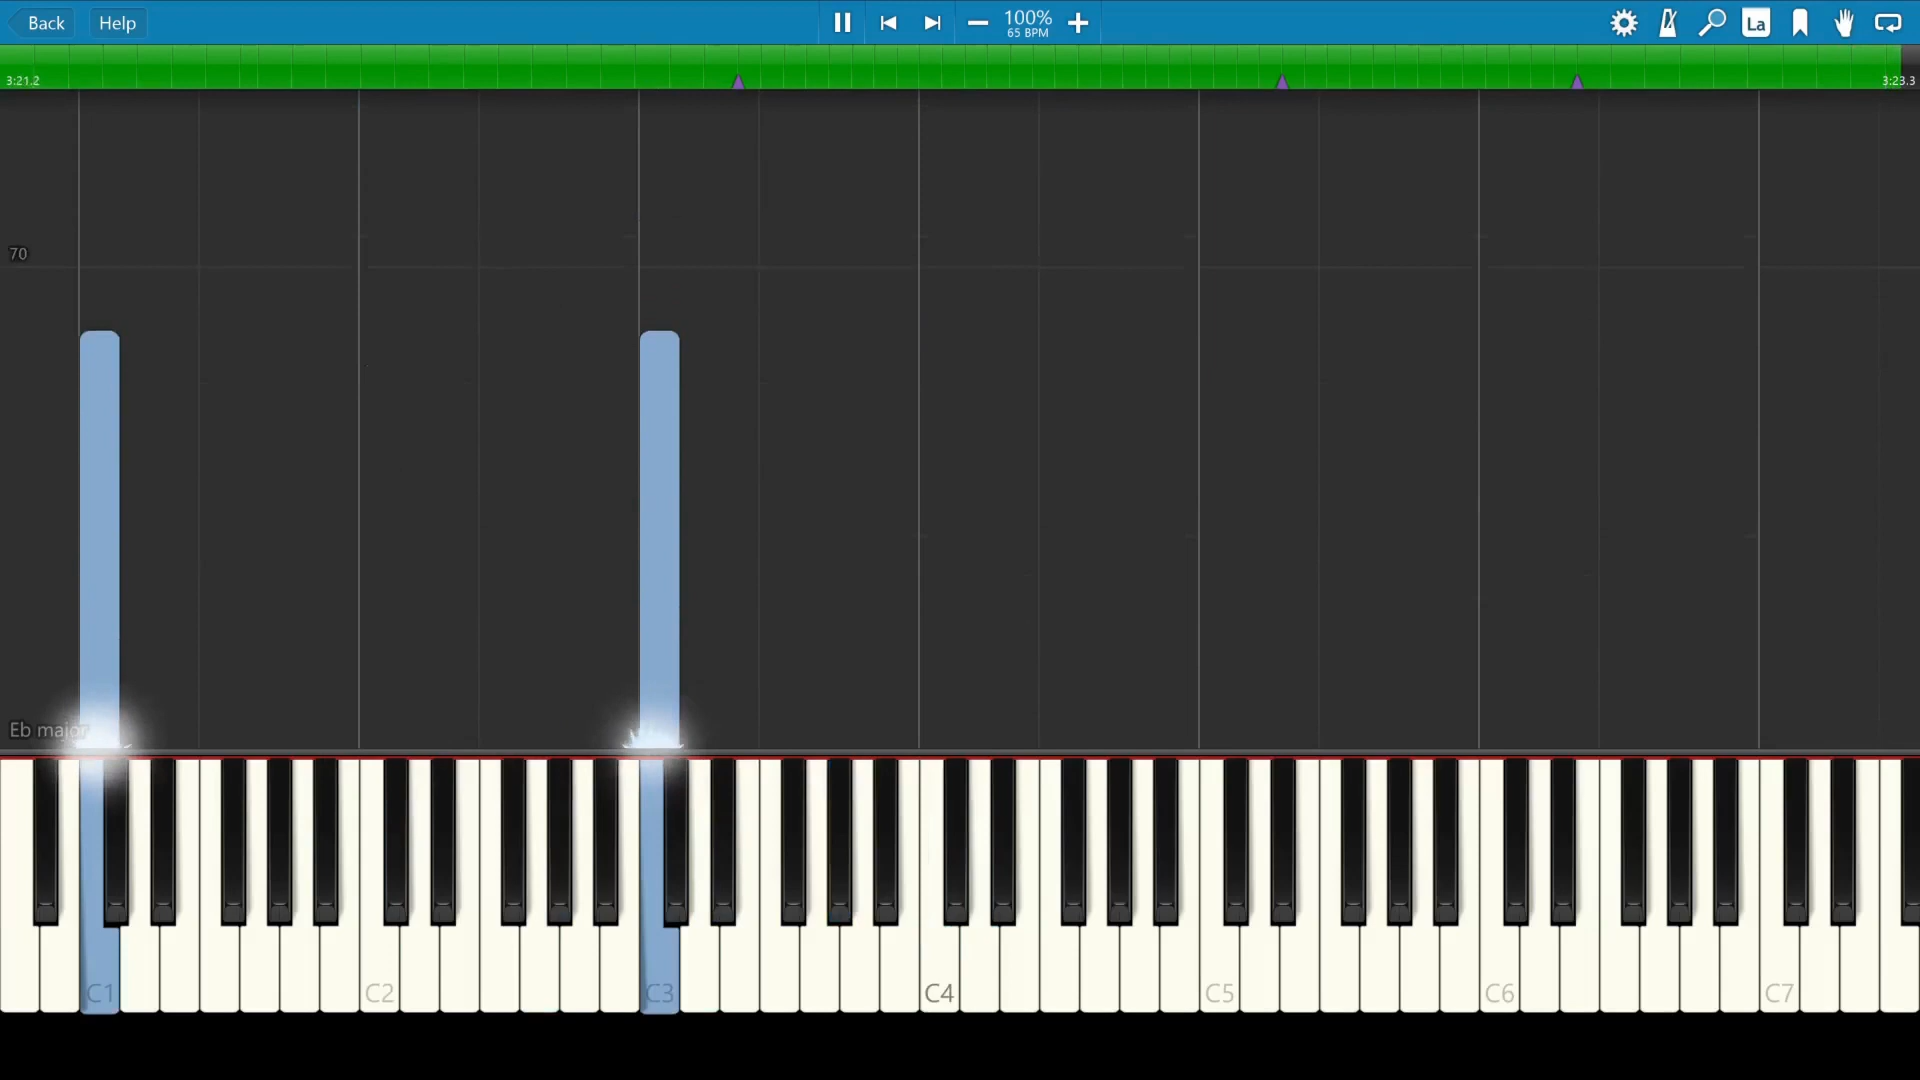 Back
Help
100%
65 BPM
La
3:21.2
3:23.3
70
Eb major
C1
C2
C3
C4
C5
C6
C7